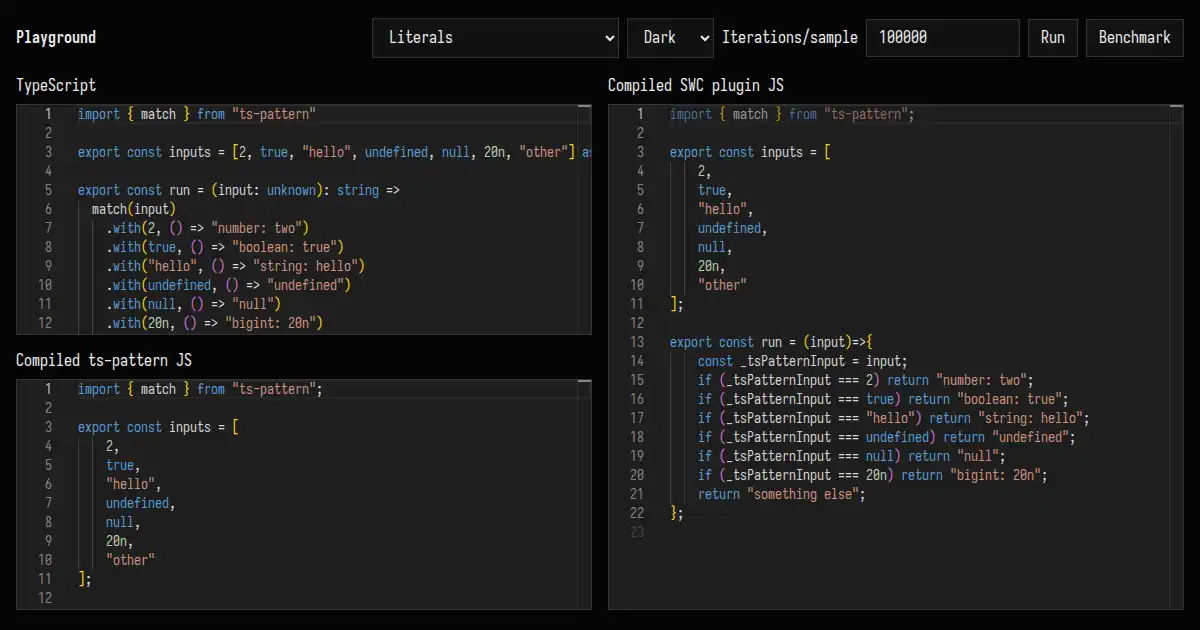 Playground
Literals
Dark
Iterations/sample
100000
Run
Benchmark
TypeScript
1 import { match } from "ts-pattern"
2
3 export const inputs = [2, true, "hello", undefined, null, 20n, "other"] as
4
5 export const run = (input: unknown): string =>
6 match(input)
7 .with(2, () => "number: two")
8 .with(true, () => "boolean: true")
9 .with("hello", () => "string: hello")
10 .with(undefined, () => "undefined")
11 .with(null, () => "null")
12 .with(20n, () => "bigint: 20n")
Compiled ts-pattern JS
1 import { match } from "ts-pattern";
2
3 export const inputs = [
4 2,
5 true,
6 "hello",
7 undefined,
8 null,
9 20n,
10 "other"
11 ];
12
Compiled SWC plugin JS
1 import { match } from "ts-pattern";
2
3 export const inputs = [
4 2,
5 true,
6 "hello",
7 undefined,
8 null,
9 20n,
10 "other"
11 ];
12
13 export const run = (input)=>{
14 const _tsPatternInput = input;
15 if (_tsPatternInput === 2) return "number: two";
16 if (_tsPatternInput === true) return "boolean: true";
17 if (_tsPatternInput === "hello") return "string: hello";
18 if (_tsPatternInput === undefined) return "undefined";
19 if (_tsPatternInput === null) return "null";
20 if (_tsPatternInput === 20n) return "bigint: 20n";
21 return "something else";
22 };
23